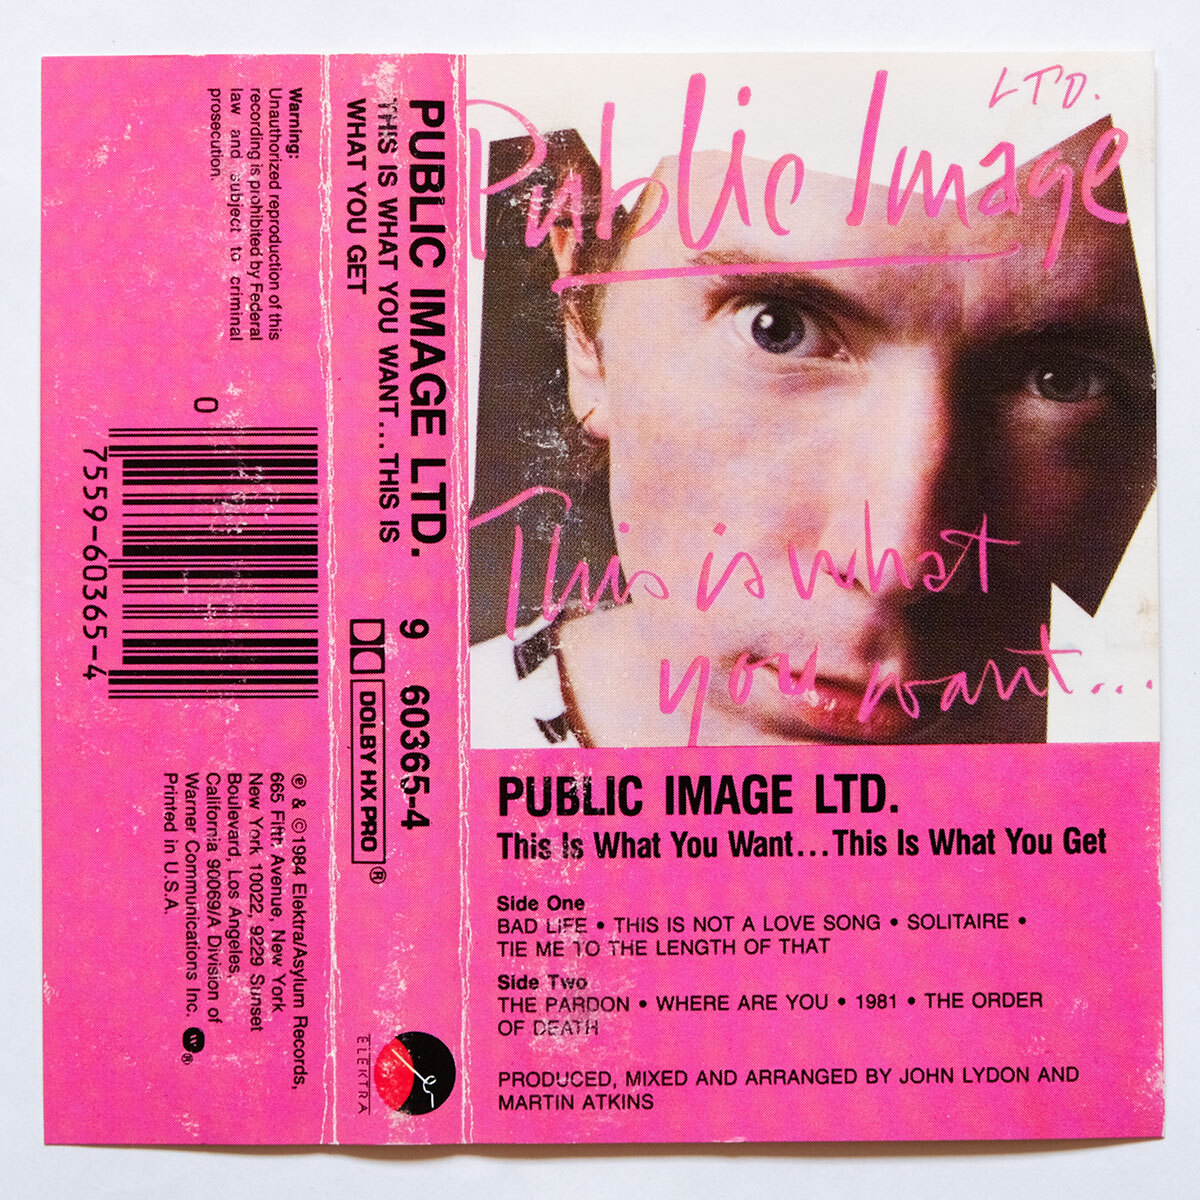 Warning:
Unauthorized reproduction of this
recording is prohibited by Federal
law and subject to criminal
prosecution.
0
7559-60365-4
℗ & ©1984 Elektra/Asylum Records,
665 Fifth Avenue, New York
New York 10022, 9229 Sunset
Boulevard, Los Angeles,
California 90069/A Division of
Warner Communications Inc. ®
Printed in U.S.A.
PUBLIC IMAGE LTD.
THIS IS WHAT YOU WANT...THIS IS
WHAT YOU GET
9 60365-4
DOLBY HX PRO®
ELEKTRA
LTD.
Public Image
This is what
you want...
PUBLIC IMAGE LTD.
This Is What You Want...This Is What You Get
Side One
BAD LIFE • THIS IS NOT A LOVE SONG • SOLITAIRE •
TIE ME TO THE LENGTH OF THAT
Side Two
THE PARDON • WHERE ARE YOU • 1981 • THE ORDER
OF DEATH
PRODUCED, MIXED AND ARRANGED BY JOHN LYDON AND
MARTIN ATKINS